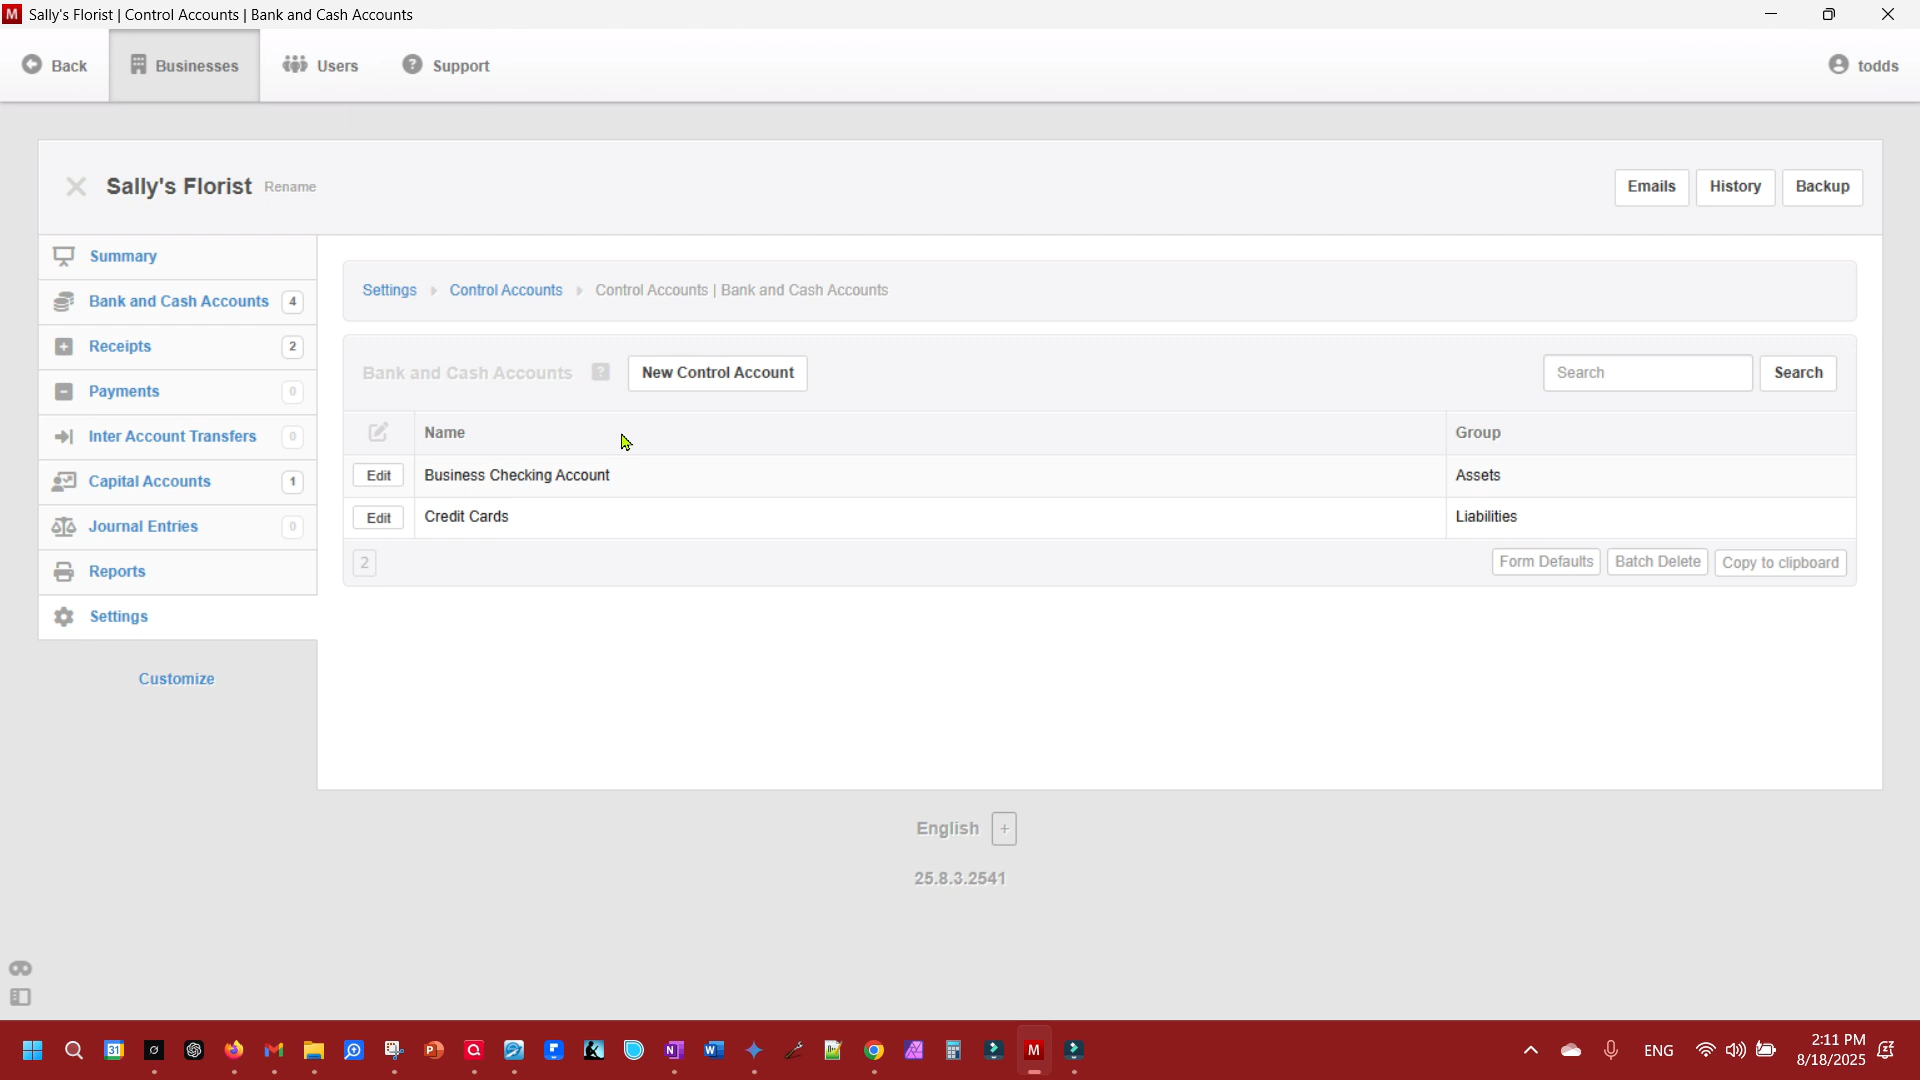 Sally's Florist | Control Accounts | Bank and Cash Accounts
Back
Businesses
Users
Support
todds
Sally's Florist Rename
Emails
History
Backup
Summary
Bank and Cash Accounts 4
Receipts 2
Payments 0
Inter Account Transfers 0
Capital Accounts 1
Journal Entries 0
Reports
Settings
Customize
Settings Control Accounts Control Accounts | Bank and Cash Accounts
Bank and Cash Accounts ? New Control Account
Search
Search
Name Group
Edit Business Checking Account Assets
Edit Credit Cards Liabilities
2
Form Defaults
Batch Delete
Copy to clipboard
English +
25.8.3.2541
ENG
2:11 PM
8/18/2025